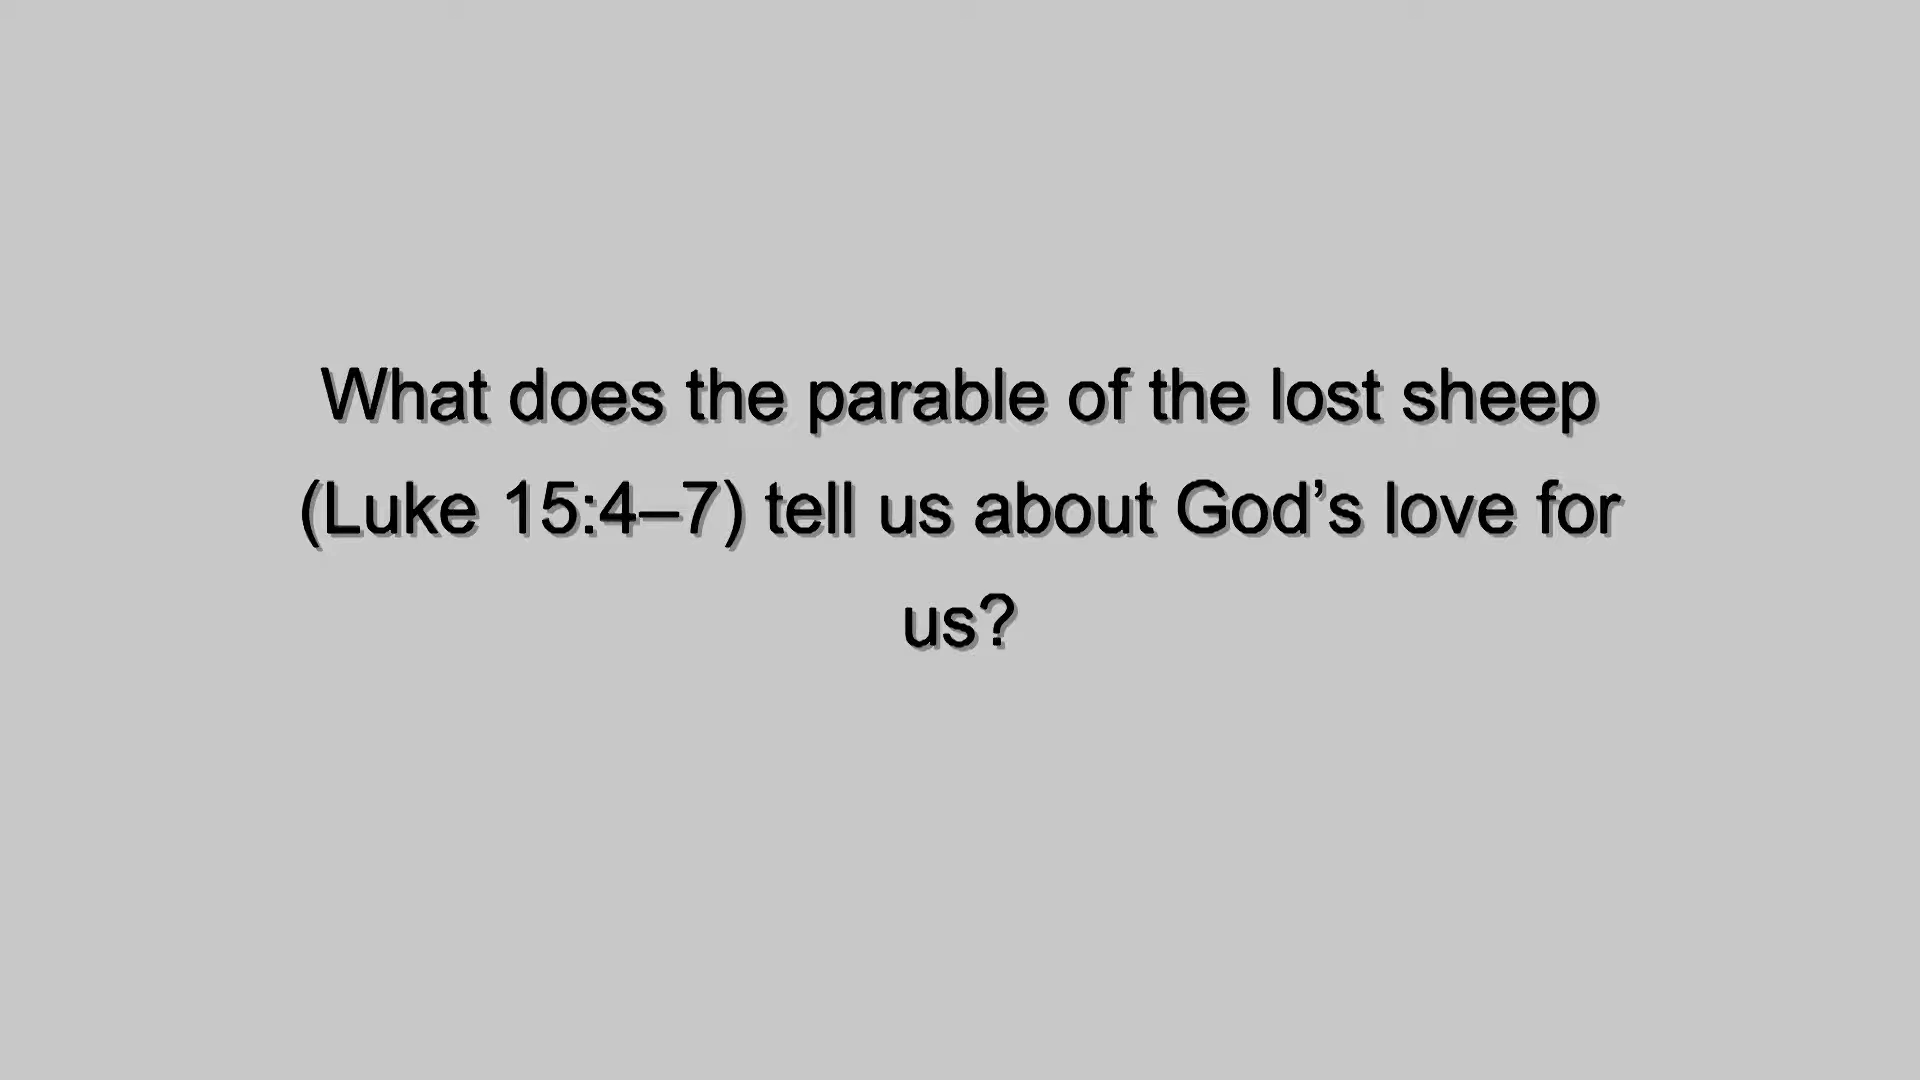 What does the parable of the lost sheep
(Luke 15:4–7) tell us about God’s love for
us?